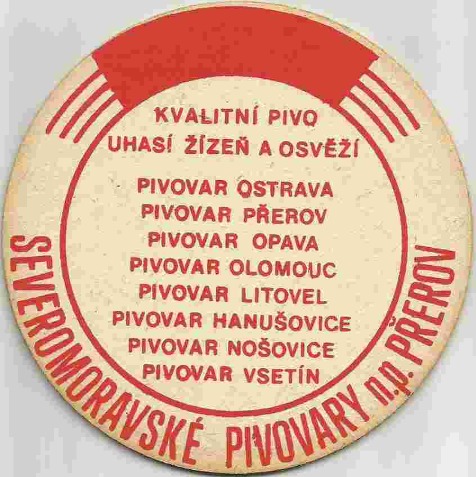 KVALITNÍ PIVO
UHASÍ ŽÍZEŇ A OSVĚŽÍ
PIVOVAR OSTRAVA
PIVOVAR PŘEROV
PIVOVAR OPAVA
PIVOVAR OLOMOUC
PIVOVAR LITOVEL
PIVOVAR HANUŠOVICE
PIVOVAR NOŠOVICE
PIVOVAR VSETÍN
SEVEROMORAVSKÉ PIVOVARY n.p. PŘEROV